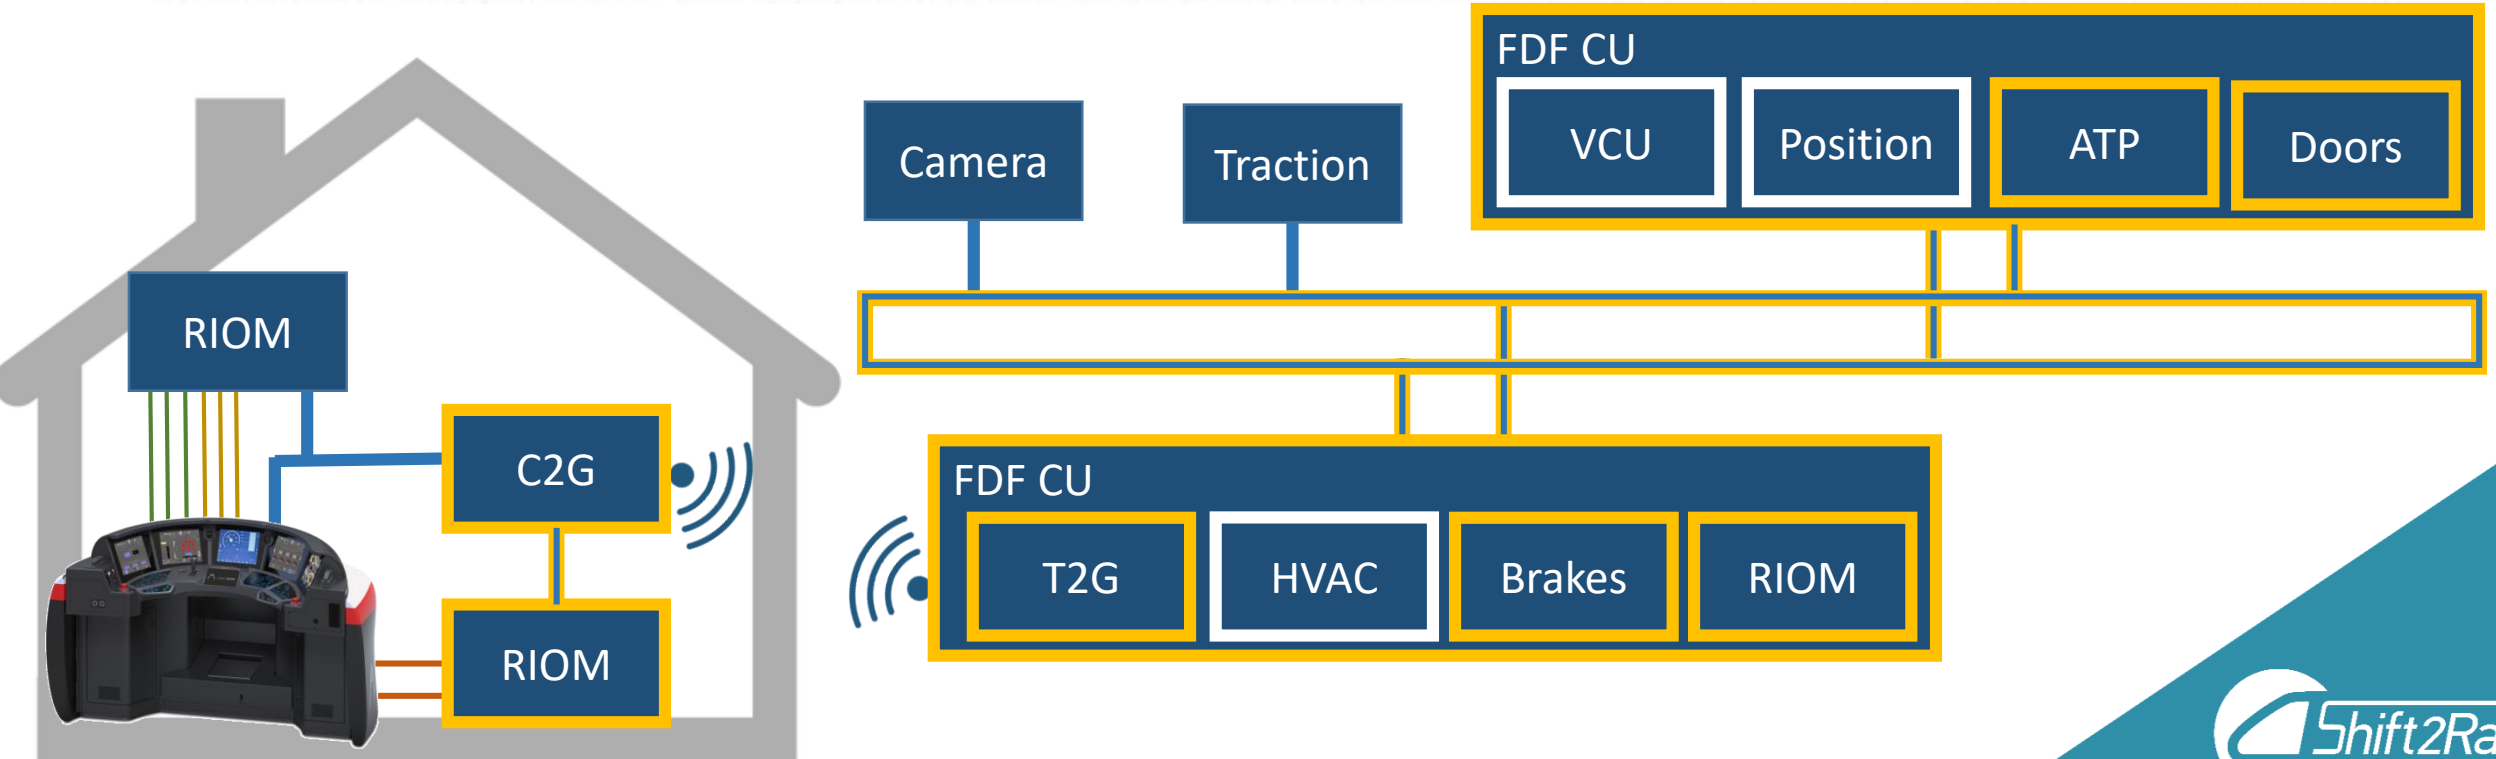 FDF CU
VCU
Position
ATP
Doors
Camera
Traction
RIOM
C2G
RIOM
FDF CU
T2G
HVAC
Brakes
RIOM
Shift2Ra